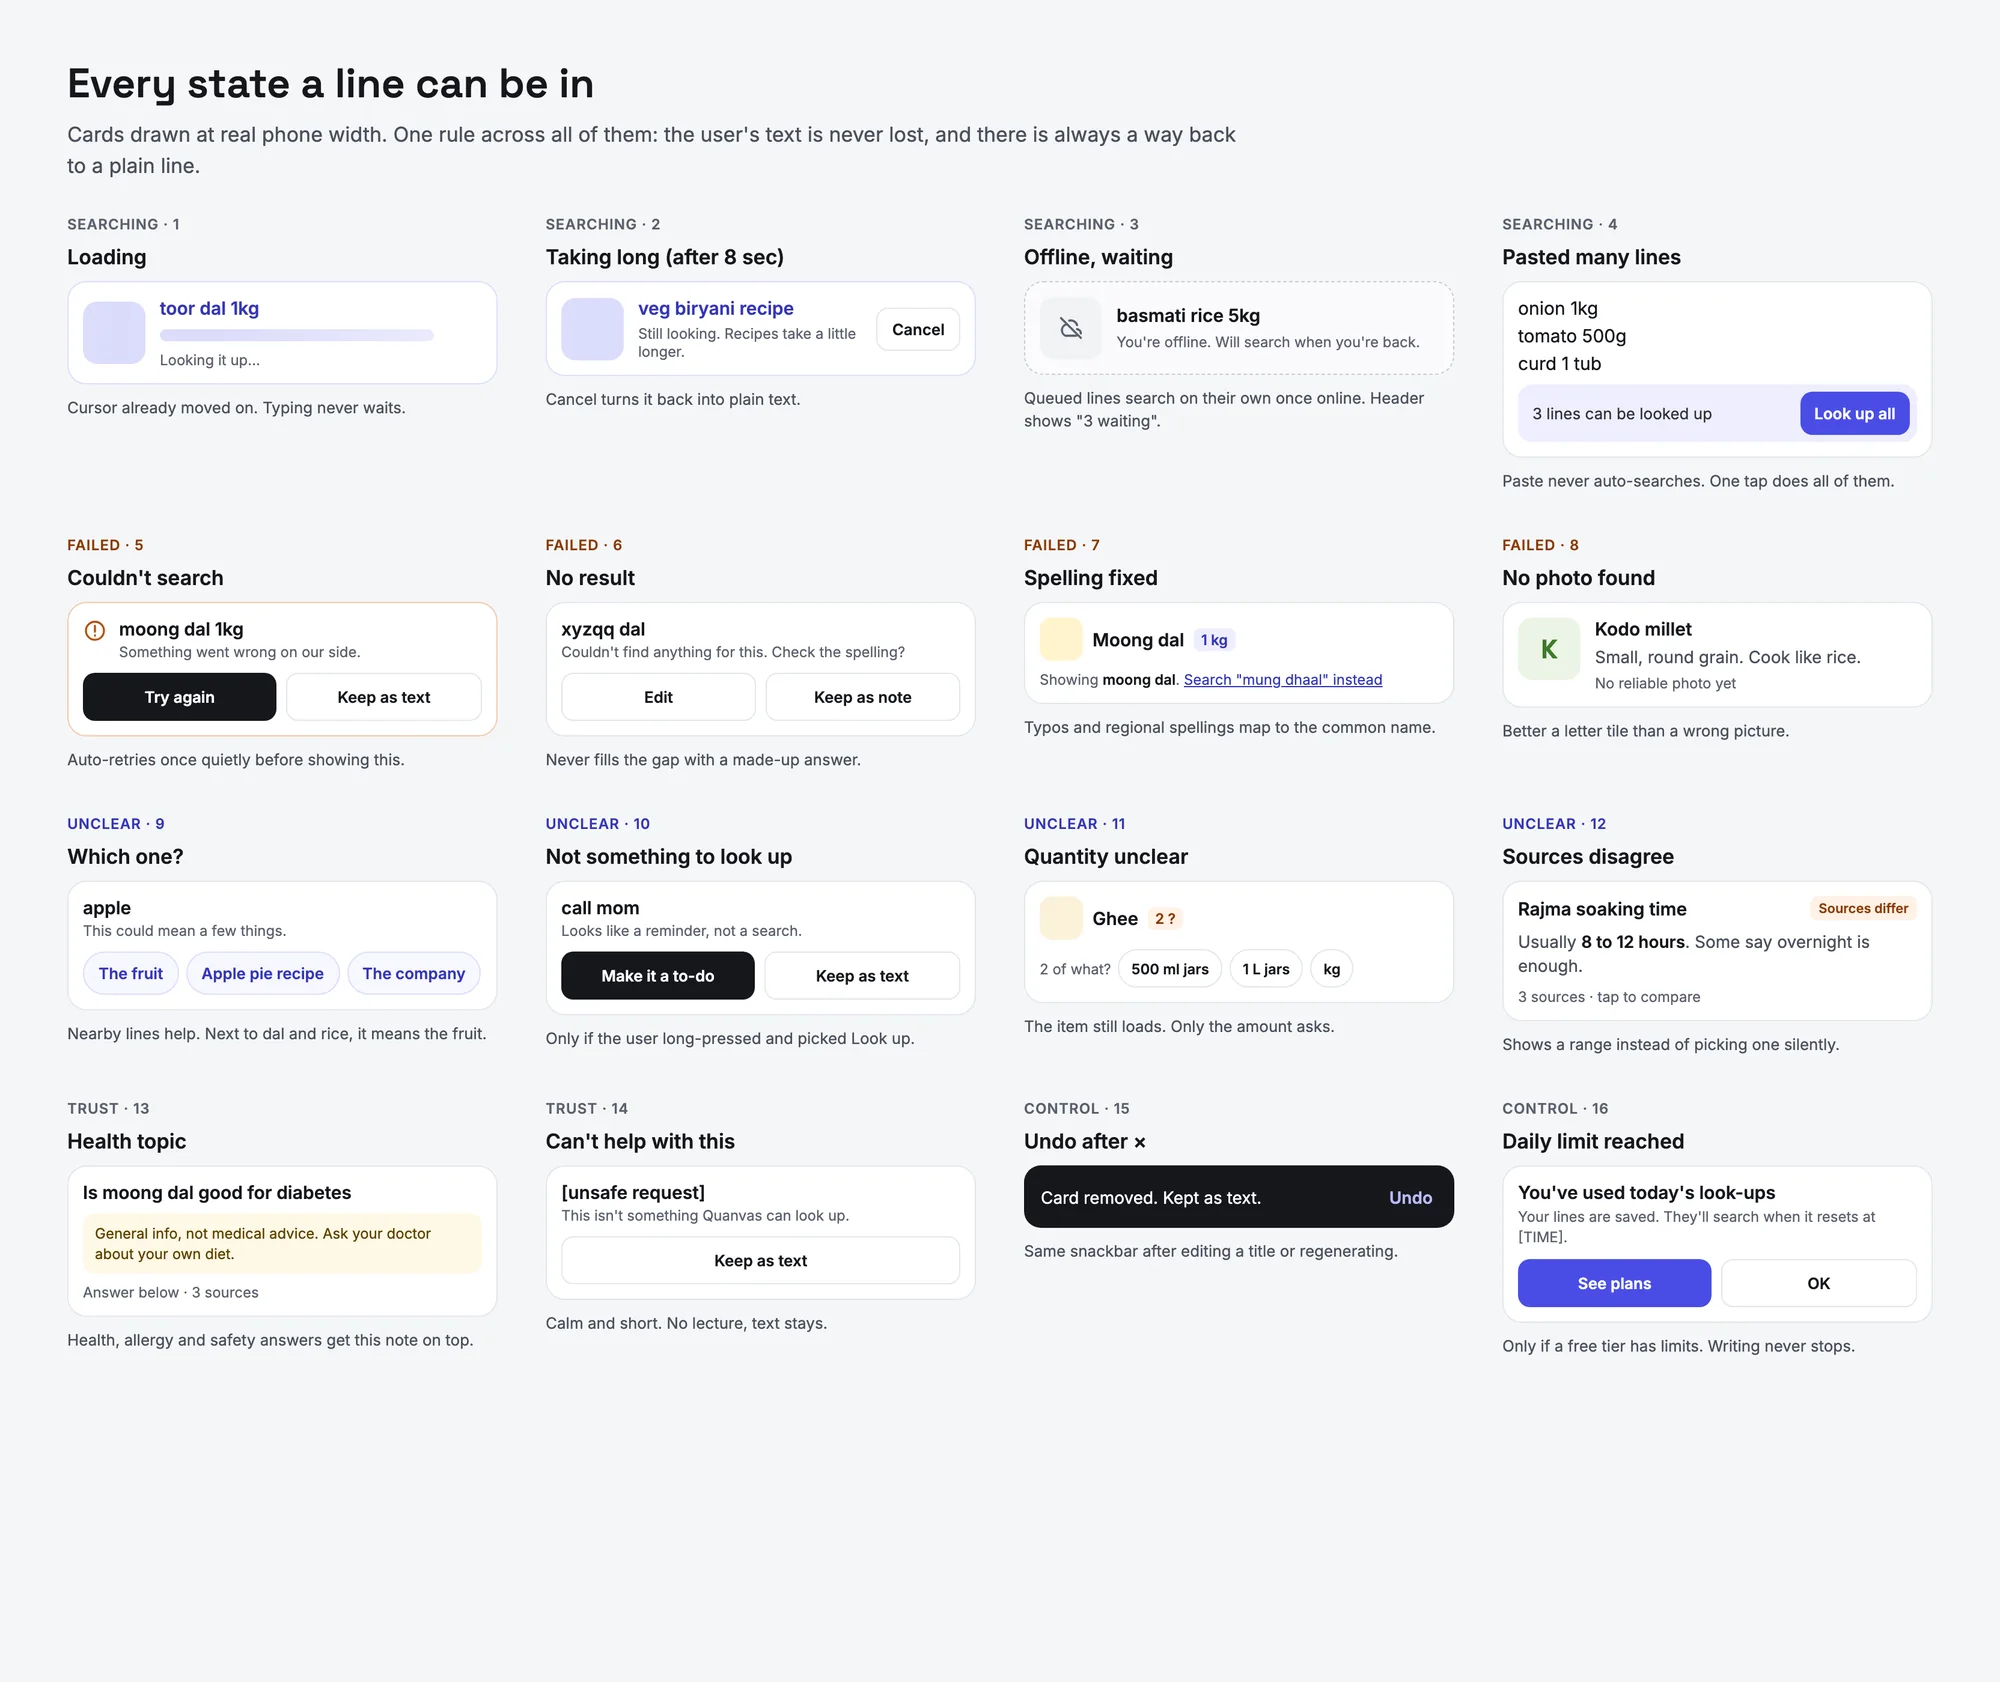 Every state a line can be in
Cards drawn at real phone width. One rule across all of them: the user's text is never lost, and there is always a way back
to a plain line.
SEARCHING · 1
Loading
toor dal 1kg
Looking it up...
Cursor already moved on. Typing never waits.
SEARCHING · 2
Taking long (after 8 sec)
veg biryani recipe
Still looking. Recipes take a little
longer.
Cancel
Cancel turns it back into plain text.
SEARCHING · 3
Offline, waiting
basmati rice 5kg
You're offline. Will search when you're back.
Queued lines search on their own once online. Header
shows "3 waiting".
SEARCHING · 4
Pasted many lines
onion 1kg
tomato 500g
curd 1 tub
3 lines can be looked up
Look up all
Paste never auto-searches. One tap does all of them.
FAILED · 5
Couldn't search
moong dal 1kg
Something went wrong on our side.
Try again
Keep as text
Auto-retries once quietly before showing this.
FAILED · 6
No result
xyzqq dal
Couldn't find anything for this. Check the spelling?
Edit
Keep as note
Never fills the gap with a made-up answer.
FAILED · 7
Spelling fixed
Moong dal 1 kg
Showing moong dal. Search "mung dhaal" instead
Typos and regional spellings map to the common name.
FAILED · 8
No photo found
K
Kodo millet
Small, round grain. Cook like rice.
No reliable photo yet
Better a letter tile than a wrong picture.
UNCLEAR · 9
Which one?
apple
This could mean a few things.
The fruit
Apple pie recipe
The company
Nearby lines help. Next to dal and rice, it means the fruit.
UNCLEAR · 10
Not something to look up
call mom
Looks like a reminder, not a search.
Make it a to-do
Keep as text
Only if the user long-pressed and picked Look up.
UNCLEAR · 11
Quantity unclear
Ghee 2 ?
2 of what? 500 ml jars 1 L jars kg
The item still loads. Only the amount asks.
UNCLEAR · 12
Sources disagree
Rajma soaking time
Sources differ
Usually 8 to 12 hours. Some say overnight is
enough.
3 sources · tap to compare
Shows a range instead of picking one silently.
TRUST · 13
Health topic
Is moong dal good for diabetes
General info, not medical advice. Ask your doctor
about your own diet.
Answer below · 3 sources
Health, allergy and safety answers get this note on top.
TRUST · 14
Can't help with this
[unsafe request]
This isn't something Quanvas can look up.
Keep as text
Calm and short. No lecture, text stays.
CONTROL · 15
Undo after ×
Card removed. Kept as text.
Undo
Same snackbar after editing a title or regenerating.
CONTROL · 16
Daily limit reached
You've used today's look-ups
Your lines are saved. They'll search when it resets at
[TIME].
See plans
OK
Only if a free tier has limits. Writing never stops.